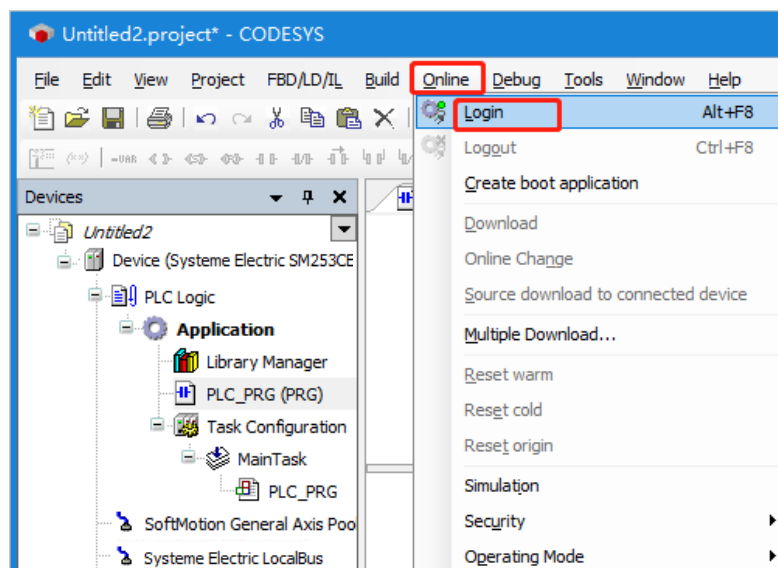 Untitled2.project* - CODESYS
File Edit View Project FBD/LD/IL Build Online Debug Tools Window Help
Login Alt+F8
Logout Ctrl+F8
Create boot application
Download
Online Change
Source download to connected device
Multiple Download...
Reset warm
Reset cold
Reset origin
Simulation
Security
Operating Mode
Devices
Untitled2
Device (Systeme Electric SM253CE
PLC Logic
Application
Library Manager
PLC_PRG (PRG)
Task Configuration
MainTask
PLC_PRG
SoftMotion General Axis Poo
Systeme Electric LocalBus